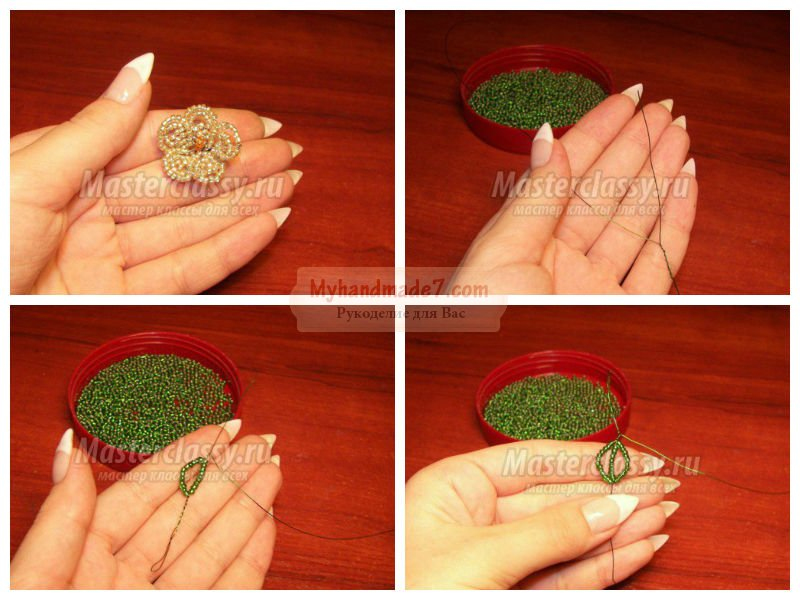 Masterclassy.ru
мастер классы для всех
Masterclassy.ru
мастер классы для всех
Myhandmade7.com
Рукоделие для Вас
Masterclassy.ru
мастер классы для всех
Masterclassy.ru
мастер классы для всех